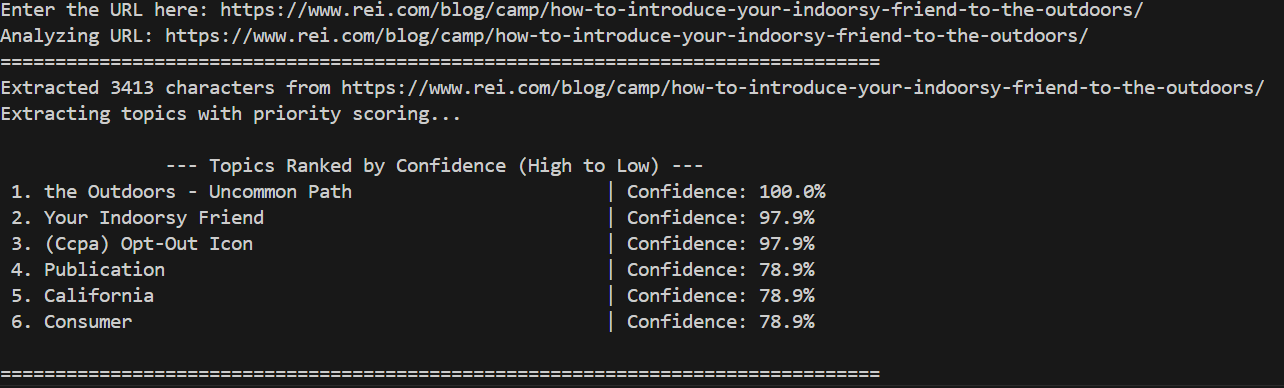 Enter the URL here: https://www.rei.com/blog/camp/how-to-introduce-your-indoorsy-friend-to-the-outdoors/
Analyzing URL: https://www.rei.com/blog/camp/how-to-introduce-your-indoorsy-friend-to-the-outdoors/
================================================================================
Extracted 3413 characters from https://www.rei.com/blog/camp/how-to-introduce-your-indoorsy-friend-to-the-outdoors/
Extracting topics with priority scoring...
--- Topics Ranked by Confidence (High to Low) ---
1. the Outdoors - Uncommon Path | Confidence: 100.0%
2. Your Indoorsy Friend | Confidence: 97.9%
3. (Ccpa) Opt-Out Icon | Confidence: 97.9%
4. Publication | Confidence: 78.9%
5. California | Confidence: 78.9%
6. Consumer | Confidence: 78.9%
================================================================================